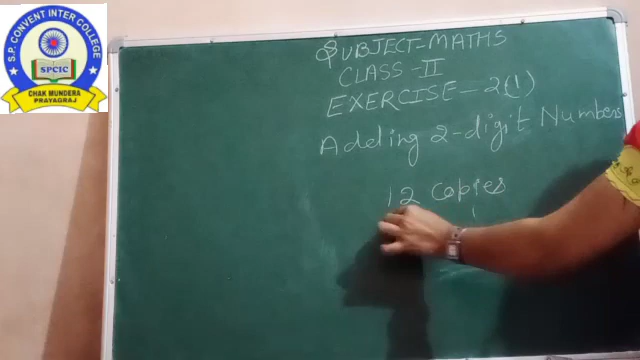 S.P. CONVENT INTER COLLEGE
SPCIC
CHAK MUNDERA
PRAYAGRAJ
SUBJECT-MATHS
CLASS-II
EXERCISE-2(1)
Adding 2-digit Numbers
12 copies